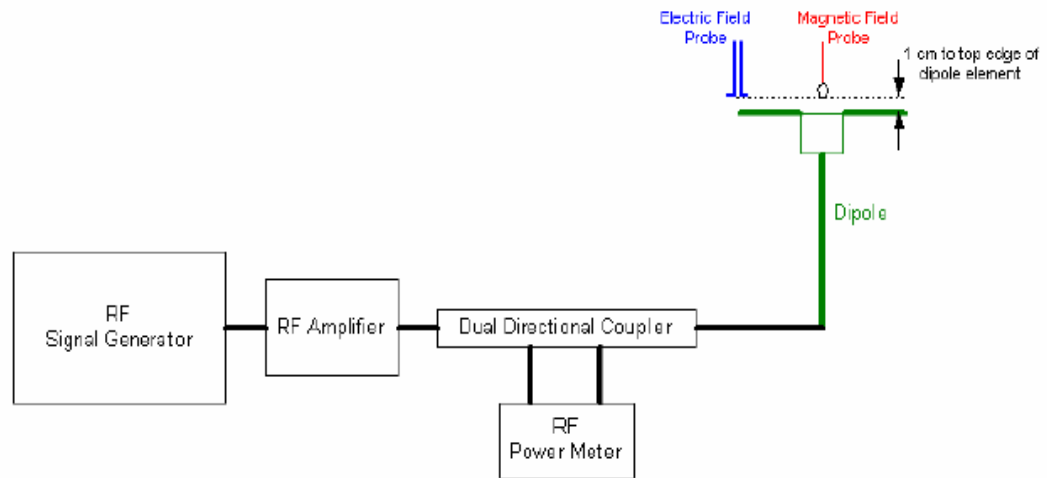 Electric Field
Probe
Magnetic Field
Probe
1 cm to top edge of
dipole element
Dipole
RF
Signal Generator
RF Amplifier
Dual Directional Coupler
RF
Power Meter